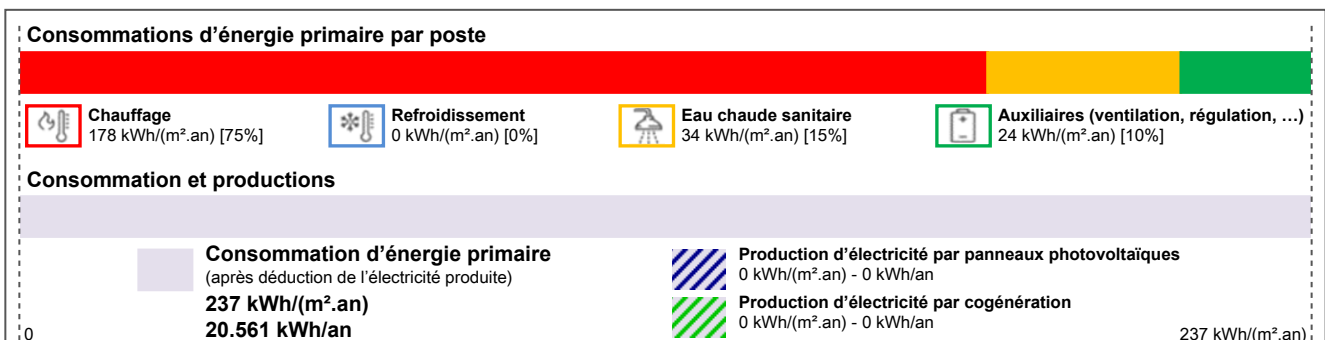 Consommations d’énergie primaire par poste
Chauffage
178 kWh/(m².an) [75%]
Refroidissement
0 kWh/(m².an) [0%]
Eau chaude sanitaire
34 kWh/(m².an) [15%]
Auxiliaires (ventilation, régulation, …)
24 kWh/(m².an) [10%]
Consommation et productions
Consommation d’énergie primaire
(après déduction de l’électricité produite)
237 kWh/(m².an)
20.561 kWh/an
Production d’électricité par panneaux photovoltaïques
0 kWh/(m².an) - 0 kWh/an
Production d’électricité par cogénération
0 kWh/(m².an) - 0 kWh/an
0
237 kWh/(m².an)